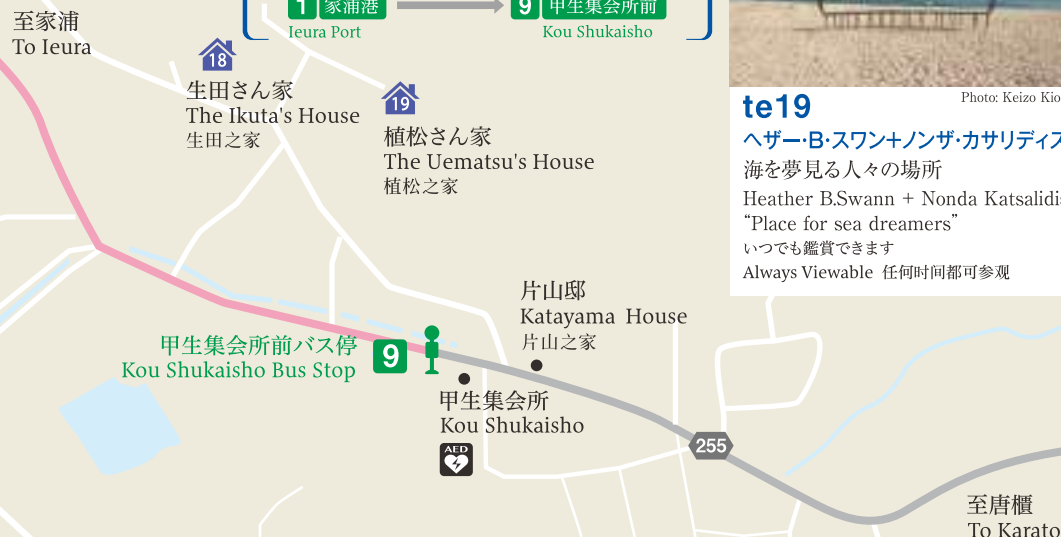 至家浦
To Ieura
1 家浦港
9 甲生集会所前
Ieura Port
Kou Shukaisho
18
生田さん家
The Ikuta's House
生田之家
19
植松さん家
The Uematsu's House
植松之家
Photo: Keizo Kio
te19
ヘザー・B・スワン+ノンザ・カサリディス
海を夢見る人々の場所
Heather B.Swann + Nonda Katsalidis
“Place for sea dreamers”
いつでも鑑賞できます
Always Viewable 任何时间都可参观
片山邸
Katayama House
片山之家
甲生集会所前バス停
Kou Shukaisho Bus Stop
9
甲生集会所
Kou Shukaisho
AED
255
至唐櫃
To Karato